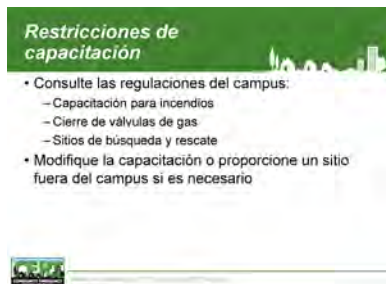 Restricciones de
capacitación
• Consulte las regulaciones del campus:
–Capacitación para incendios
–Cierre de válvulas de gas
–Sitios de búsqueda y rescate
• Modifique la capacitación o proporcione un sitio
fuera del campus si es necesario